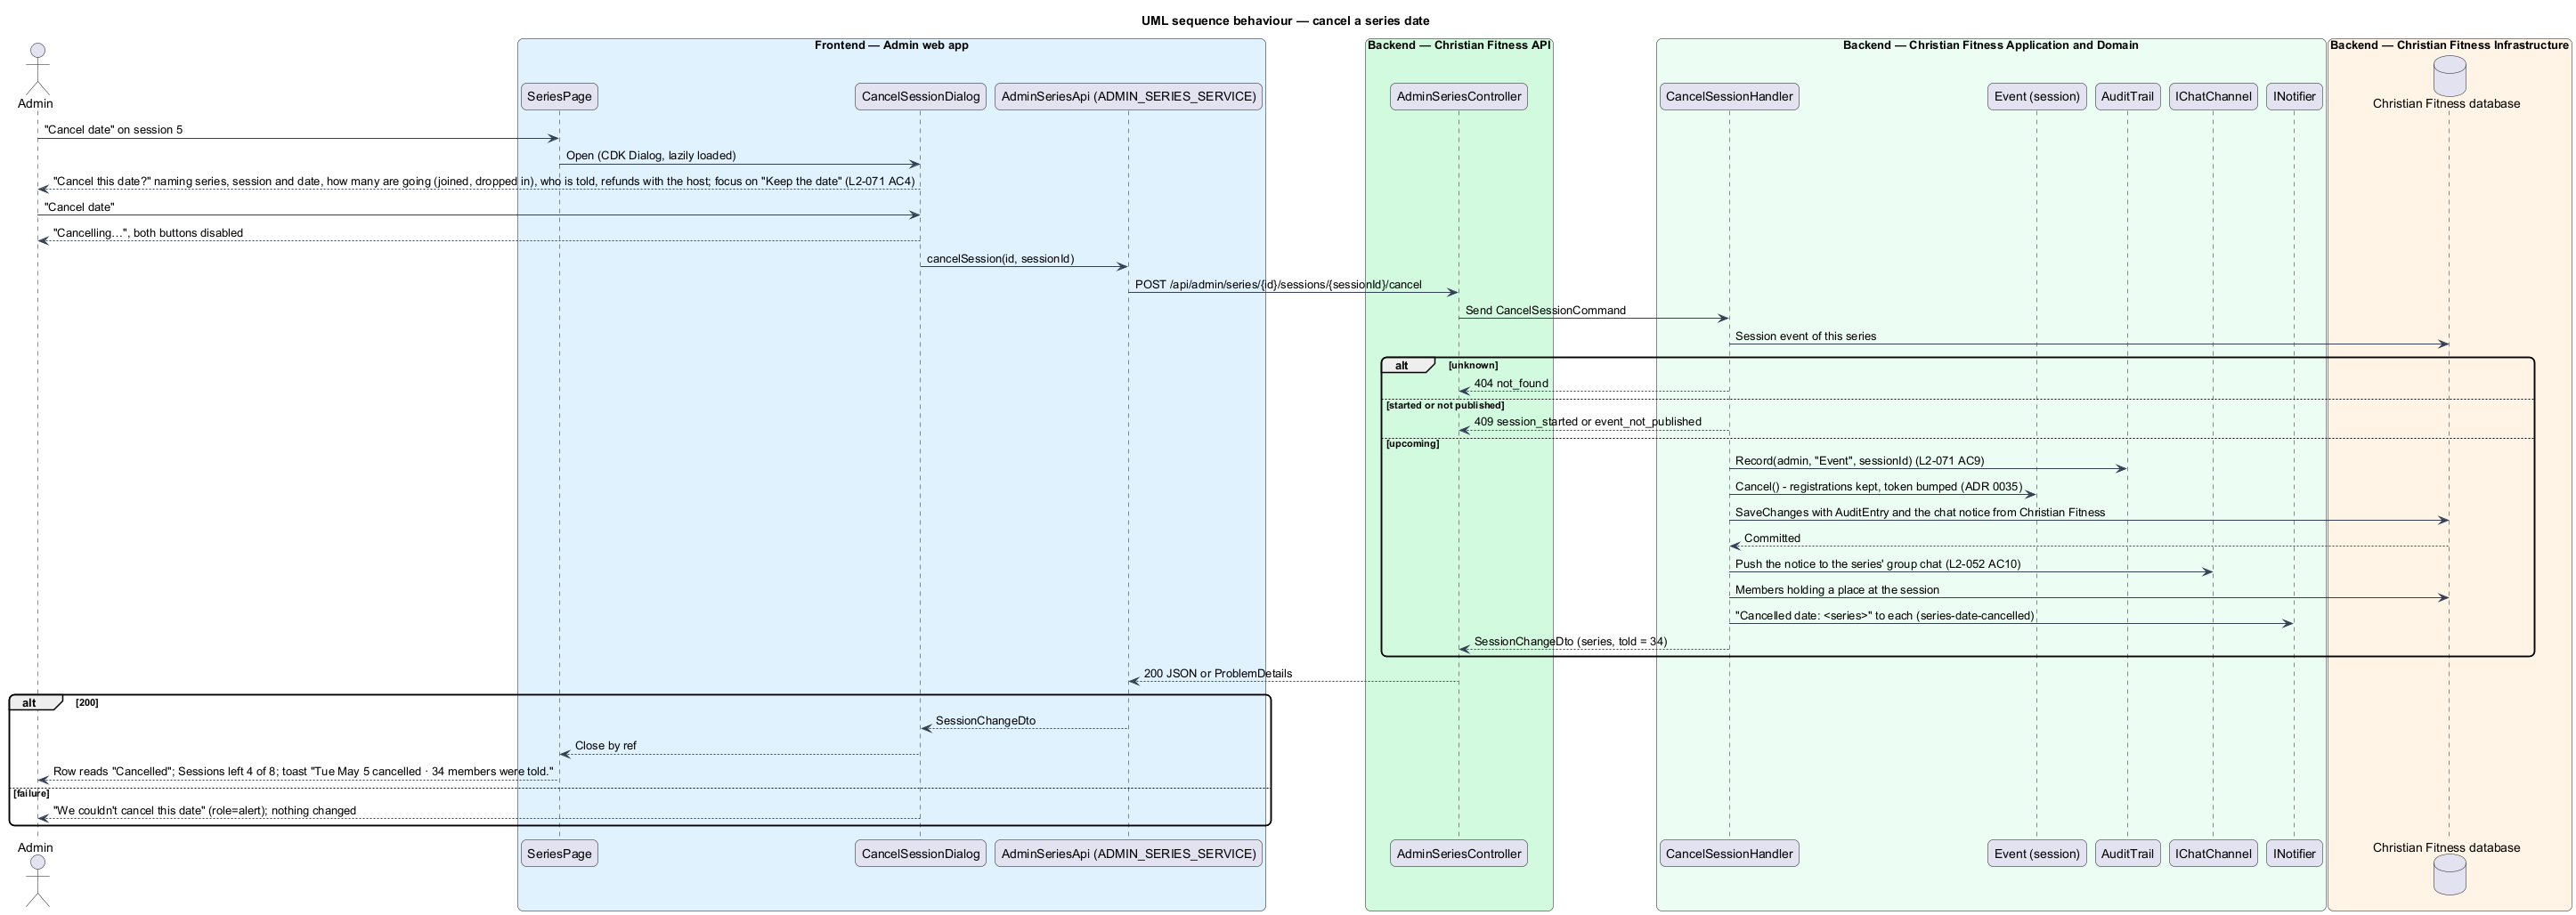 UML sequence behaviour — cancel a series date
Frontend — Admin web app
Backend — Christian Fitness API
Backend — Christian Fitness Application and Domain
Backend — Christian Fitness Infrastructure
Admin
SeriesPage
CancelSessionDialog
AdminSeriesApi (ADMIN_SERIES_SERVICE)
AdminSeriesController
CancelSessionHandler
Event (session)
AuditTrail
IChatChannel
INotifier
Christian Fitness database
"Cancel date" on session 5
Open (CDK Dialog, lazily loaded)
"Cancel this date?" naming series, session and date, how many are going (joined, dropped in), who is told, refunds with the host; focus on "Keep the date" (L2-071 AC4)
"Cancel date"
"Cancelling…", both buttons disabled
cancelSession(id, sessionId)
POST /api/admin/series/{id}/sessions/{sessionId}/cancel
Send CancelSessionCommand
Session event of this series
alt [unknown]
404 not_found
[started or not published]
409 session_started or event_not_published
[upcoming]
Record(admin, "Event", sessionId) (L2-071 AC9)
Cancel() - registrations kept, token bumped (ADR 0035)
SaveChanges with AuditEntry and the chat notice from Christian Fitness
Committed
Push the notice to the series' group chat (L2-052 AC10)
Members holding a place at the session
"Cancelled date: <series>" to each (series-date-cancelled)
SessionChangeDto (series, told = 34)
200 JSON or ProblemDetails
alt [200]
SessionChangeDto
Close by ref
Row reads "Cancelled"; Sessions left 4 of 8; toast "Tue May 5 cancelled · 34 members were told."
[failure]
"We couldn't cancel this date" (role=alert); nothing changed
Admin
SeriesPage
CancelSessionDialog
AdminSeriesApi (ADMIN_SERIES_SERVICE)
AdminSeriesController
CancelSessionHandler
Event (session)
AuditTrail
IChatChannel
INotifier
Christian Fitness database